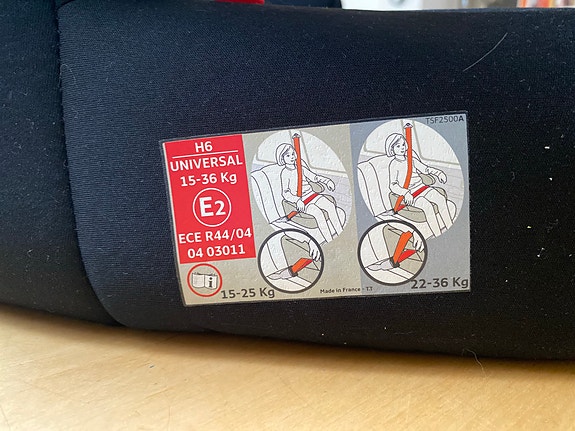 H6
UNIVERSAL
15-36 Kg
E2
ECE R44/04
04 03011
i
15-25 Kg
Made in France - T.T
TSF2500A
22-36 Kg